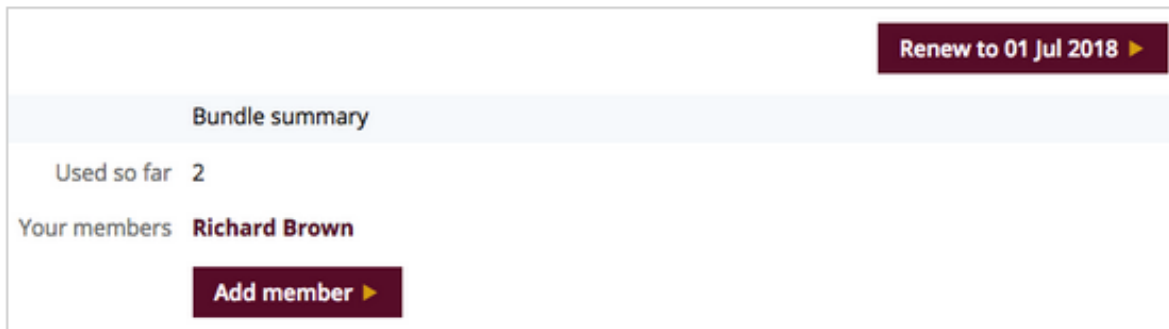 Renew to 01 Jul 2018
Bundle summary
Used so far 2
Your members Richard Brown
Add member